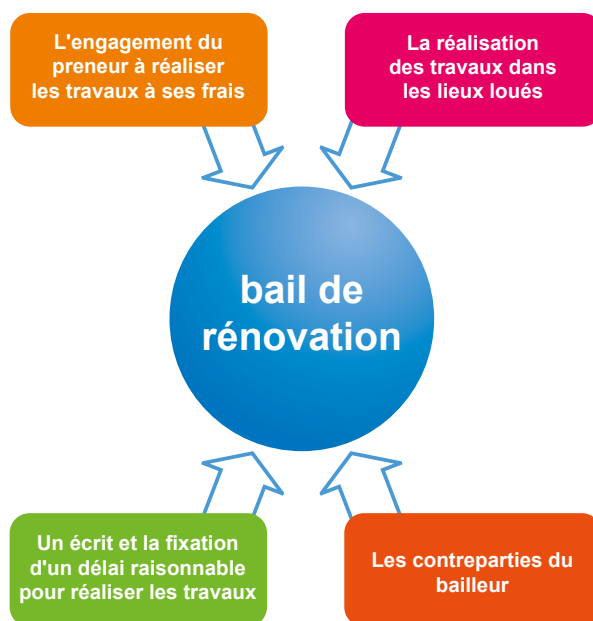 L'engagement du
preneur à réaliser
les travaux à ses frais
La réalisation
des travaux dans
les lieux loués
bail de
rénovation
Un écrit et la fixation
d'un délai raisonnable
pour réaliser les travaux
Les contreparties du
bailleur